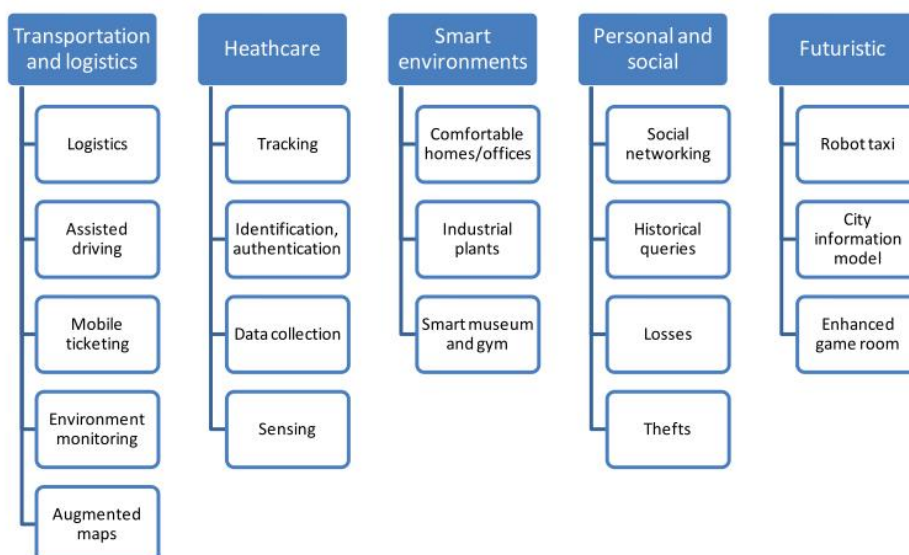 Transportation
and logistics
Logistics
Assisted
driving
Mobile
ticketing
Environment
monitoring
Augmented
maps
Heathcare
Tracking
Identification,
authentication
Data collection
Sensing
Smart
environments
Comfortable
homes/offices
Industrial
plants
Smart museum
and gym
Personal and
social
Social
networking
Historical
queries
Losses
Thefts
Futuristic
Robot taxi
City
information
model
Enhanced
game room